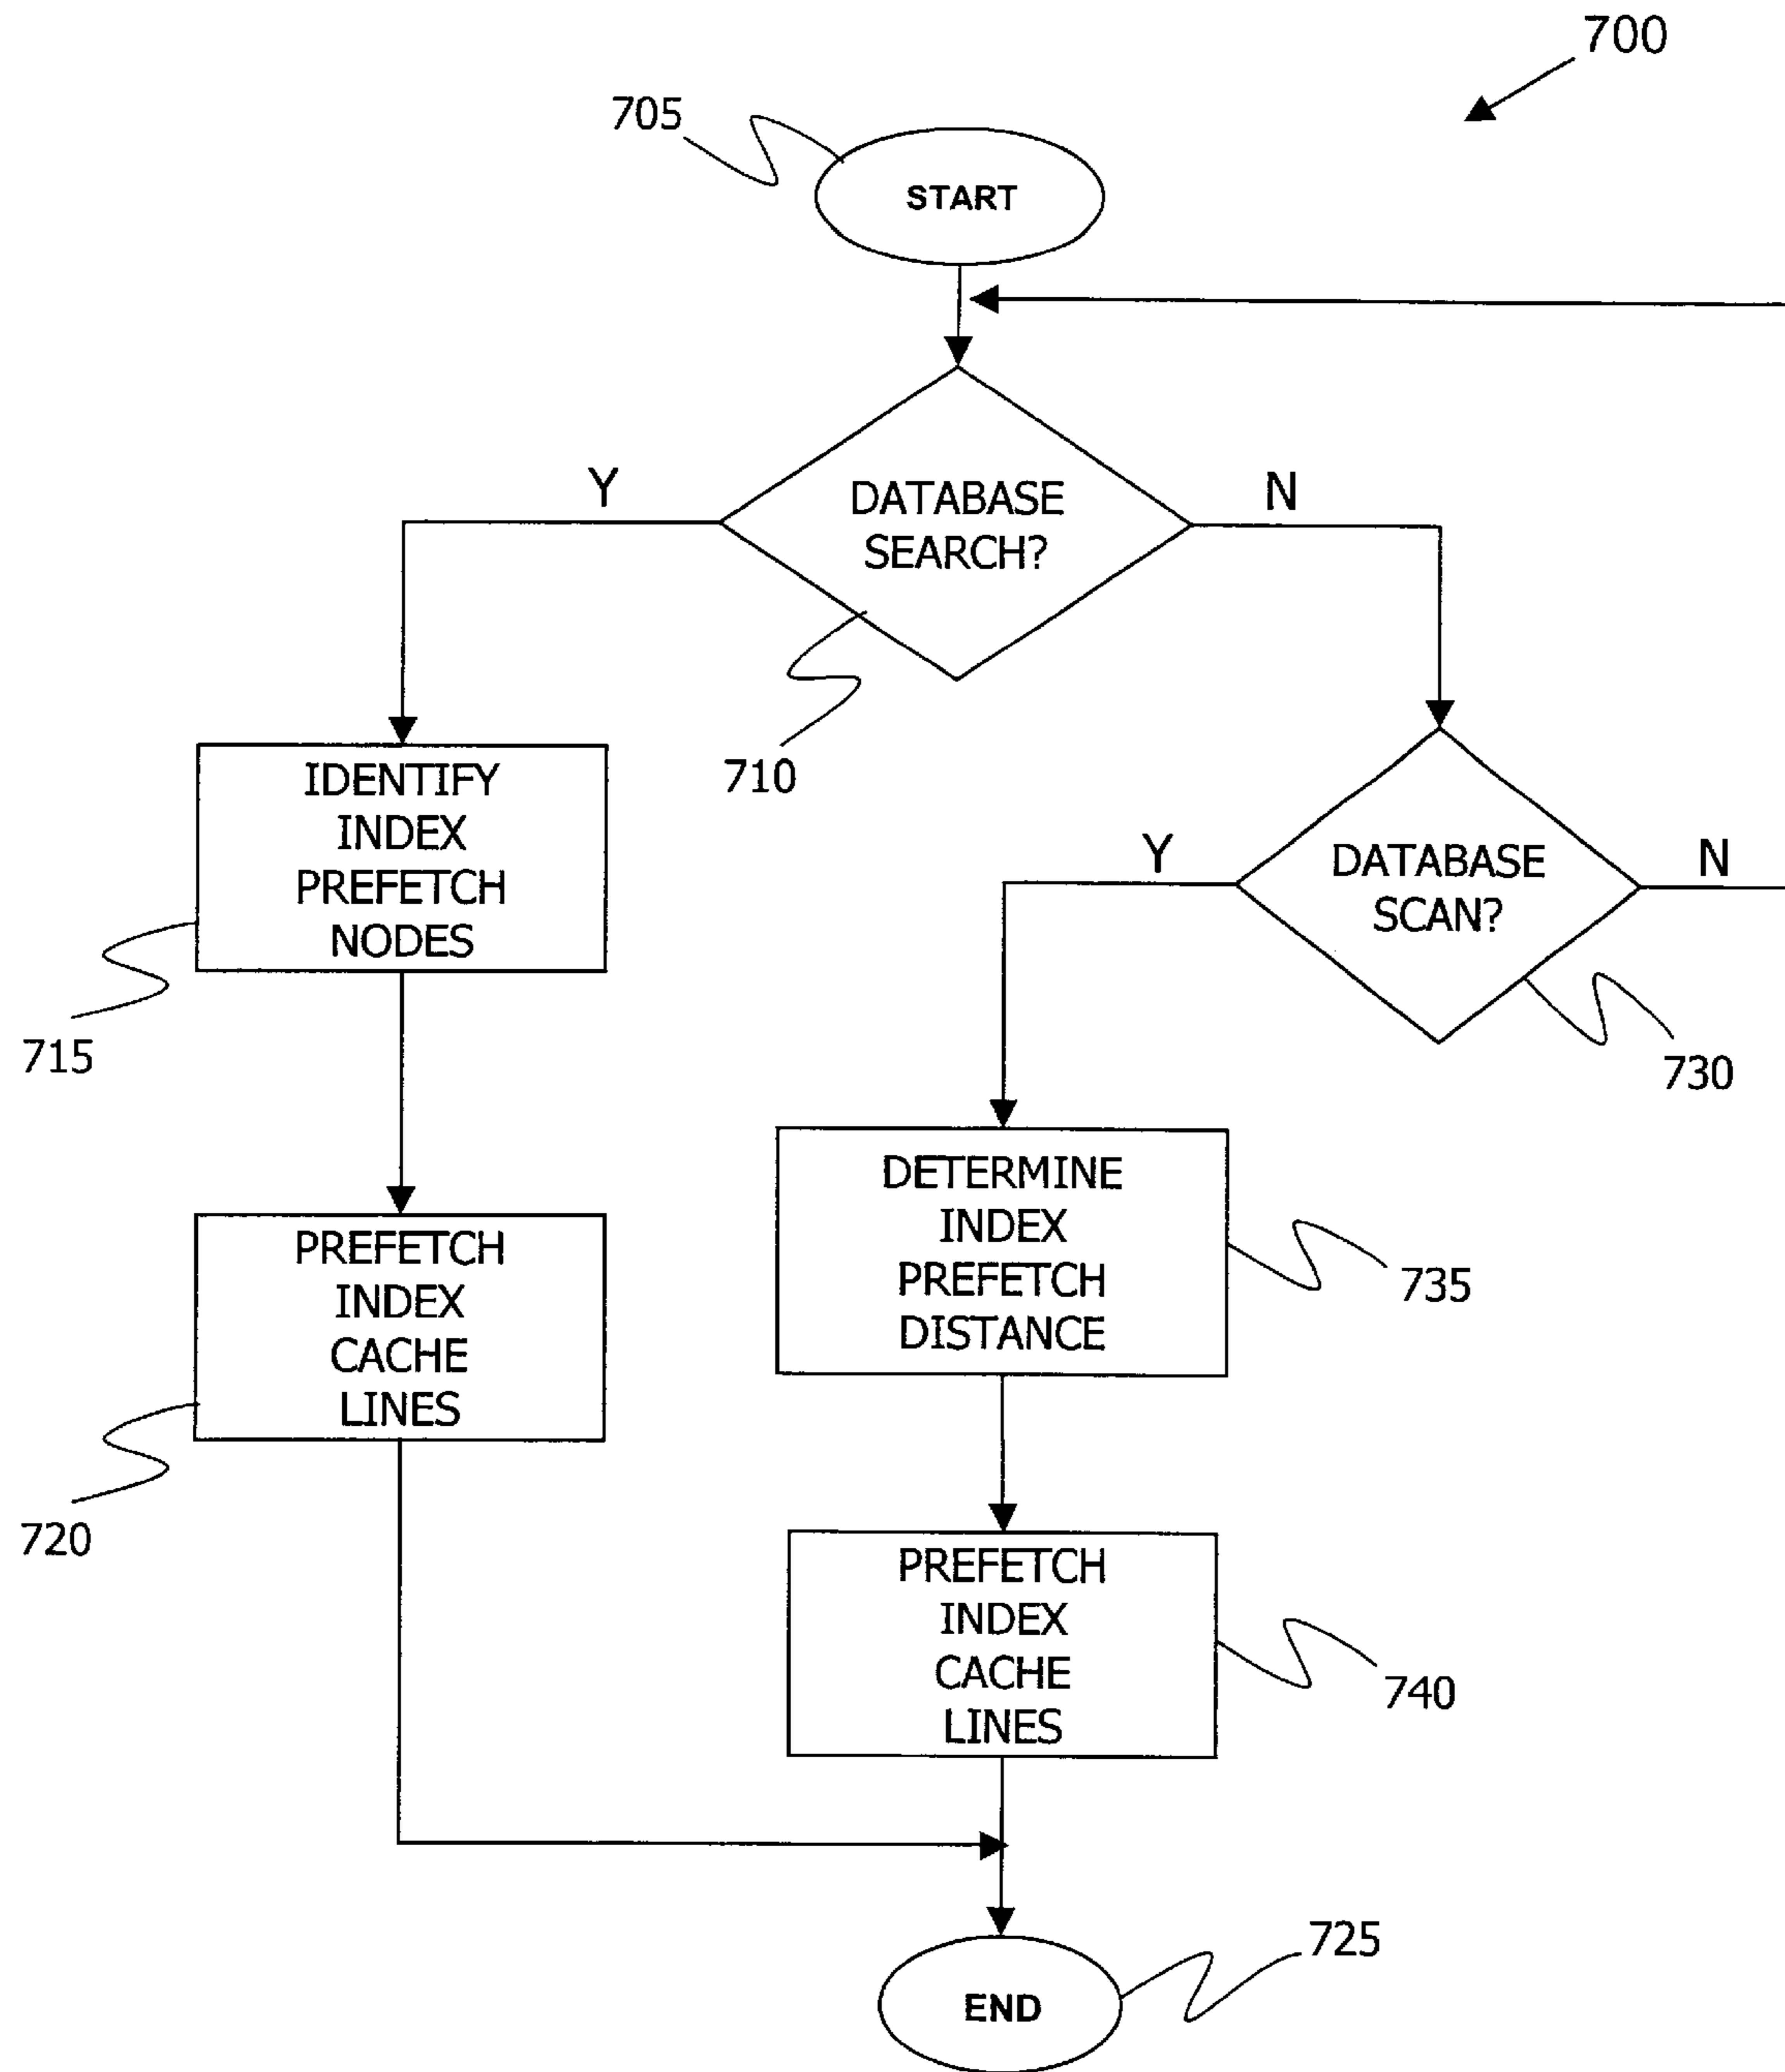 700
705
START
Y
DATABASE
SEARCH?
N
710
IDENTIFY
INDEX
PREFETCH
NODES
715
Y
DATABASE
SCAN?
N
730
DETERMINE
INDEX
PREFETCH
DISTANCE
735
PREFETCH
INDEX
CACHE
LINES
720
PREFETCH
INDEX
CACHE
LINES
740
725
END